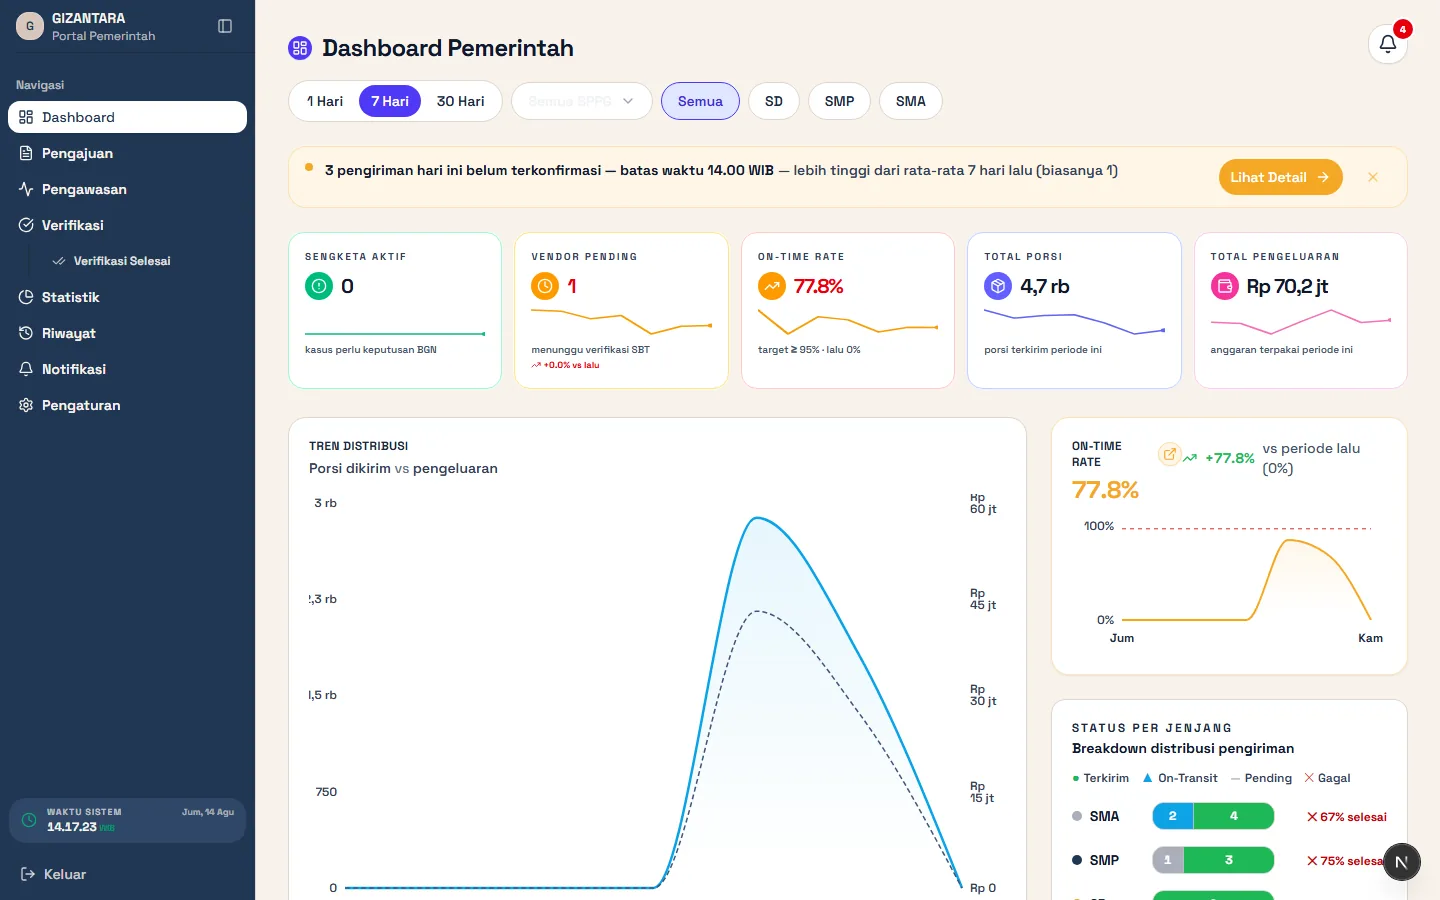 G
GIZANTARA
Portal Pemerintah
Navigasi
Dashboard
Pengajuan
Pengawasan
Verifikasi
Verifikasi Selesai
Statistik
Riwayat
Notifikasi
Pengaturan
WAKTU SISTEM
Jum, 14 Agu
14.17.23 WIB
Keluar
Dashboard Pemerintah
4
1 Hari
7 Hari
30 Hari
Semua SPPG
Semua
SD
SMP
SMA
3 pengiriman hari ini belum terkonfirmasi — batas waktu 14.00 WIB — lebih tinggi dari rata-rata 7 hari lalu (biasanya 1)
Lihat Detail
SENGKETA AKTIF
0
kasus perlu keputusan BGN
VENDOR PENDING
1
menunggu verifikasi SBT
+0.0% vs lalu
ON-TIME RATE
77.8%
target ≥ 95% · lalu 0%
TOTAL PORSI
4,7 rb
porsi terkirim periode ini
TOTAL PENGELUARAN
Rp 70,2 jt
anggaran terpakai periode ini
TREN DISTRIBUSI
Porsi dikirim vs pengeluaran
3 rb
2,3 rb
1,5 rb
750
0
Rp
60 jt
Rp
45 jt
Rp
30 jt
Rp
15 jt
Rp 0
ON-TIME
RATE
77.8%
+77.8%
vs periode lalu
(0%)
100%
0%
Jum
Kam
STATUS PER JENJANG
Breakdown distribusi pengiriman
Terkirim
On-Transit
Pending
Gagal
SMA
2
4
67% selesai
SMP
1
3
75% selesa
N